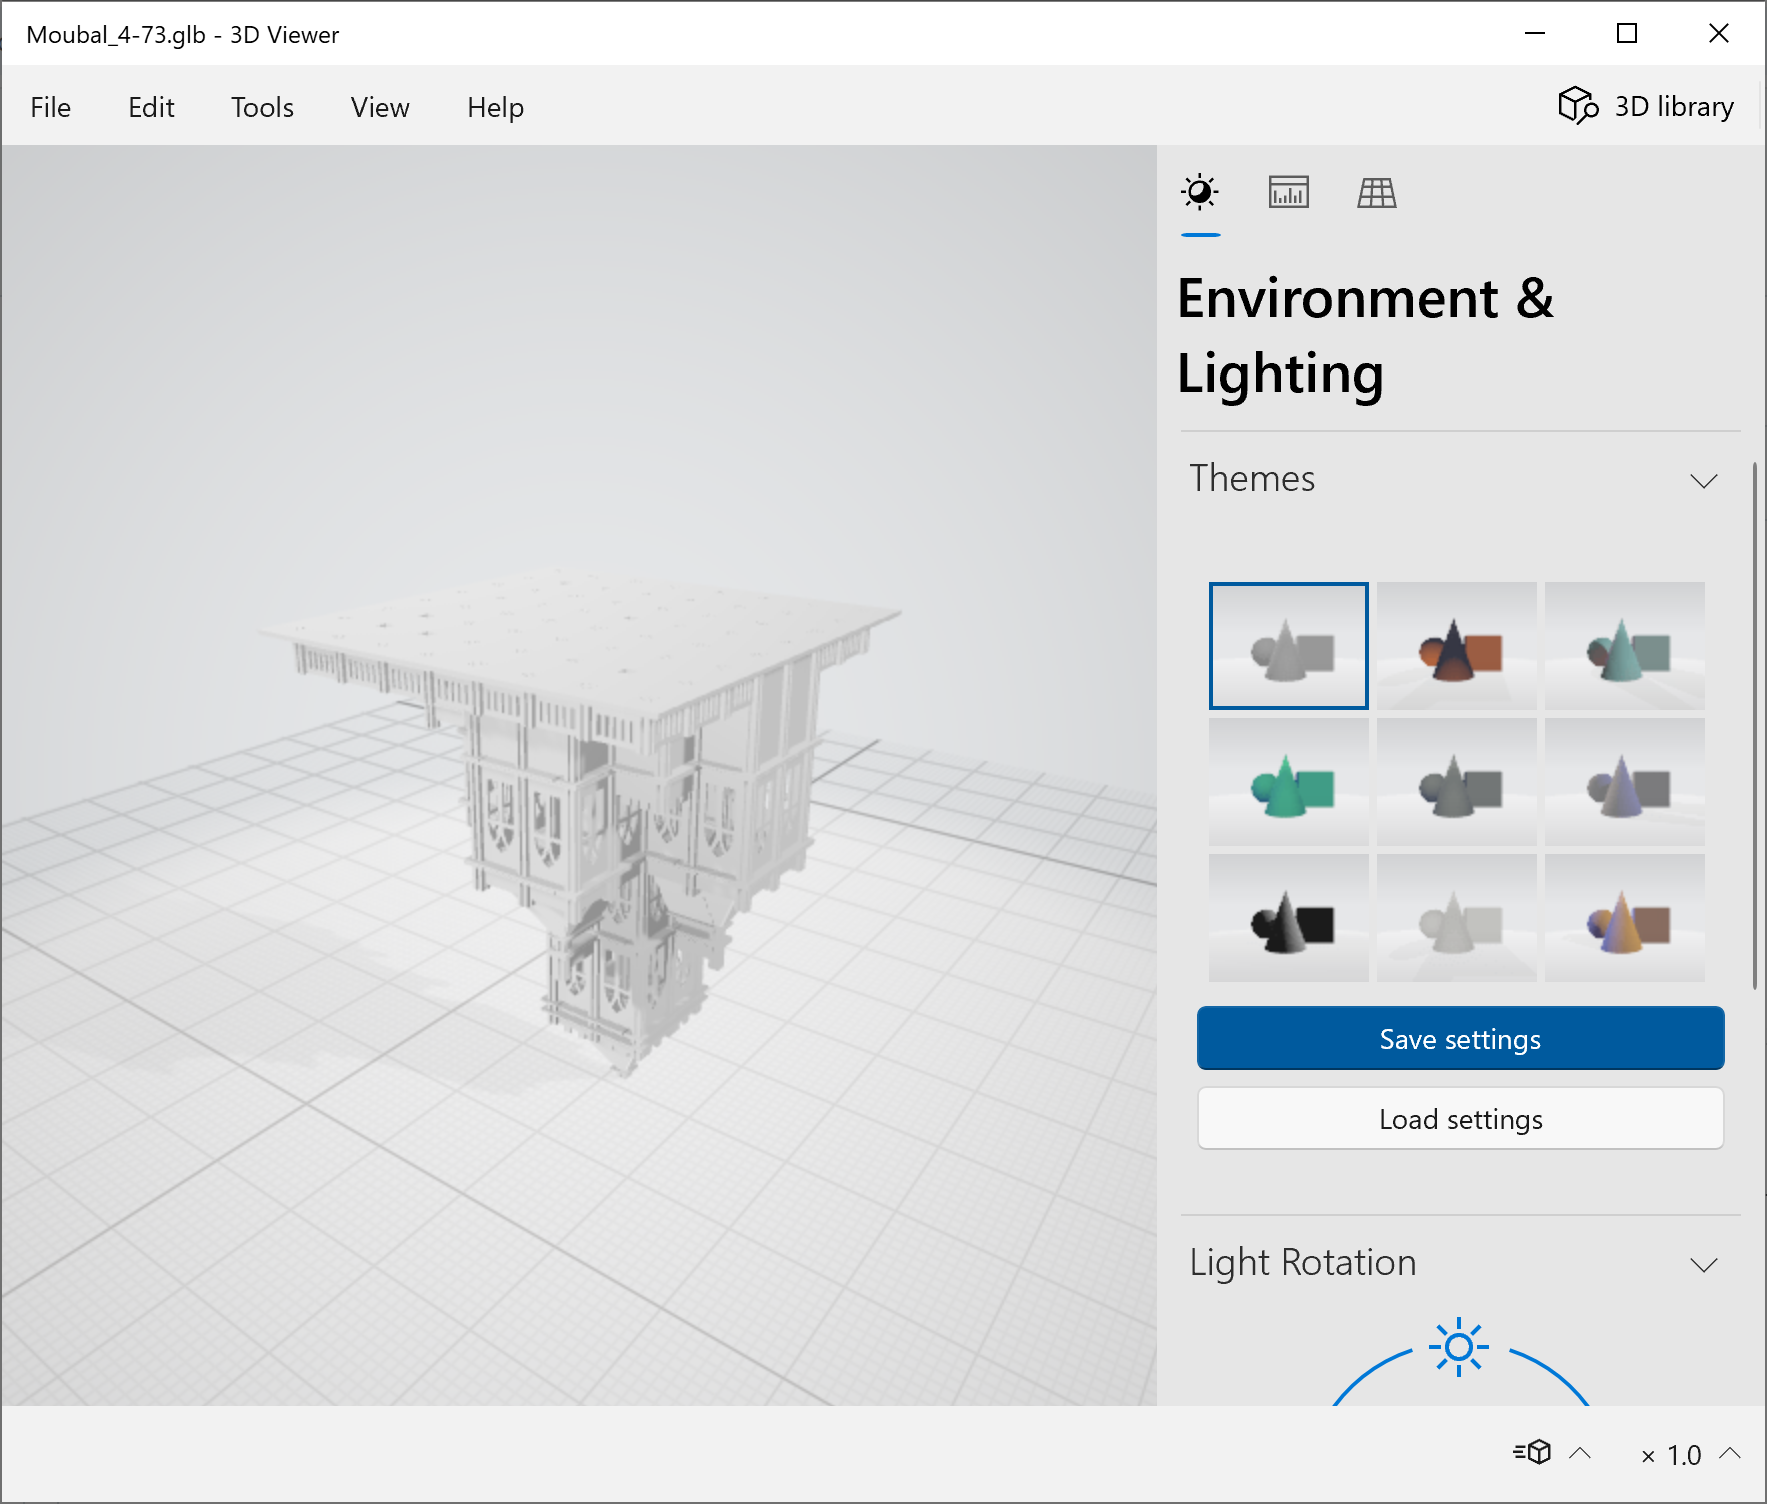 Moubal_4-73.glb - 3D Viewer
File Edit Tools View Help 3D library
Environment &
Lighting
Themes
Save settings
Load settings
Light Rotation
× 1.0